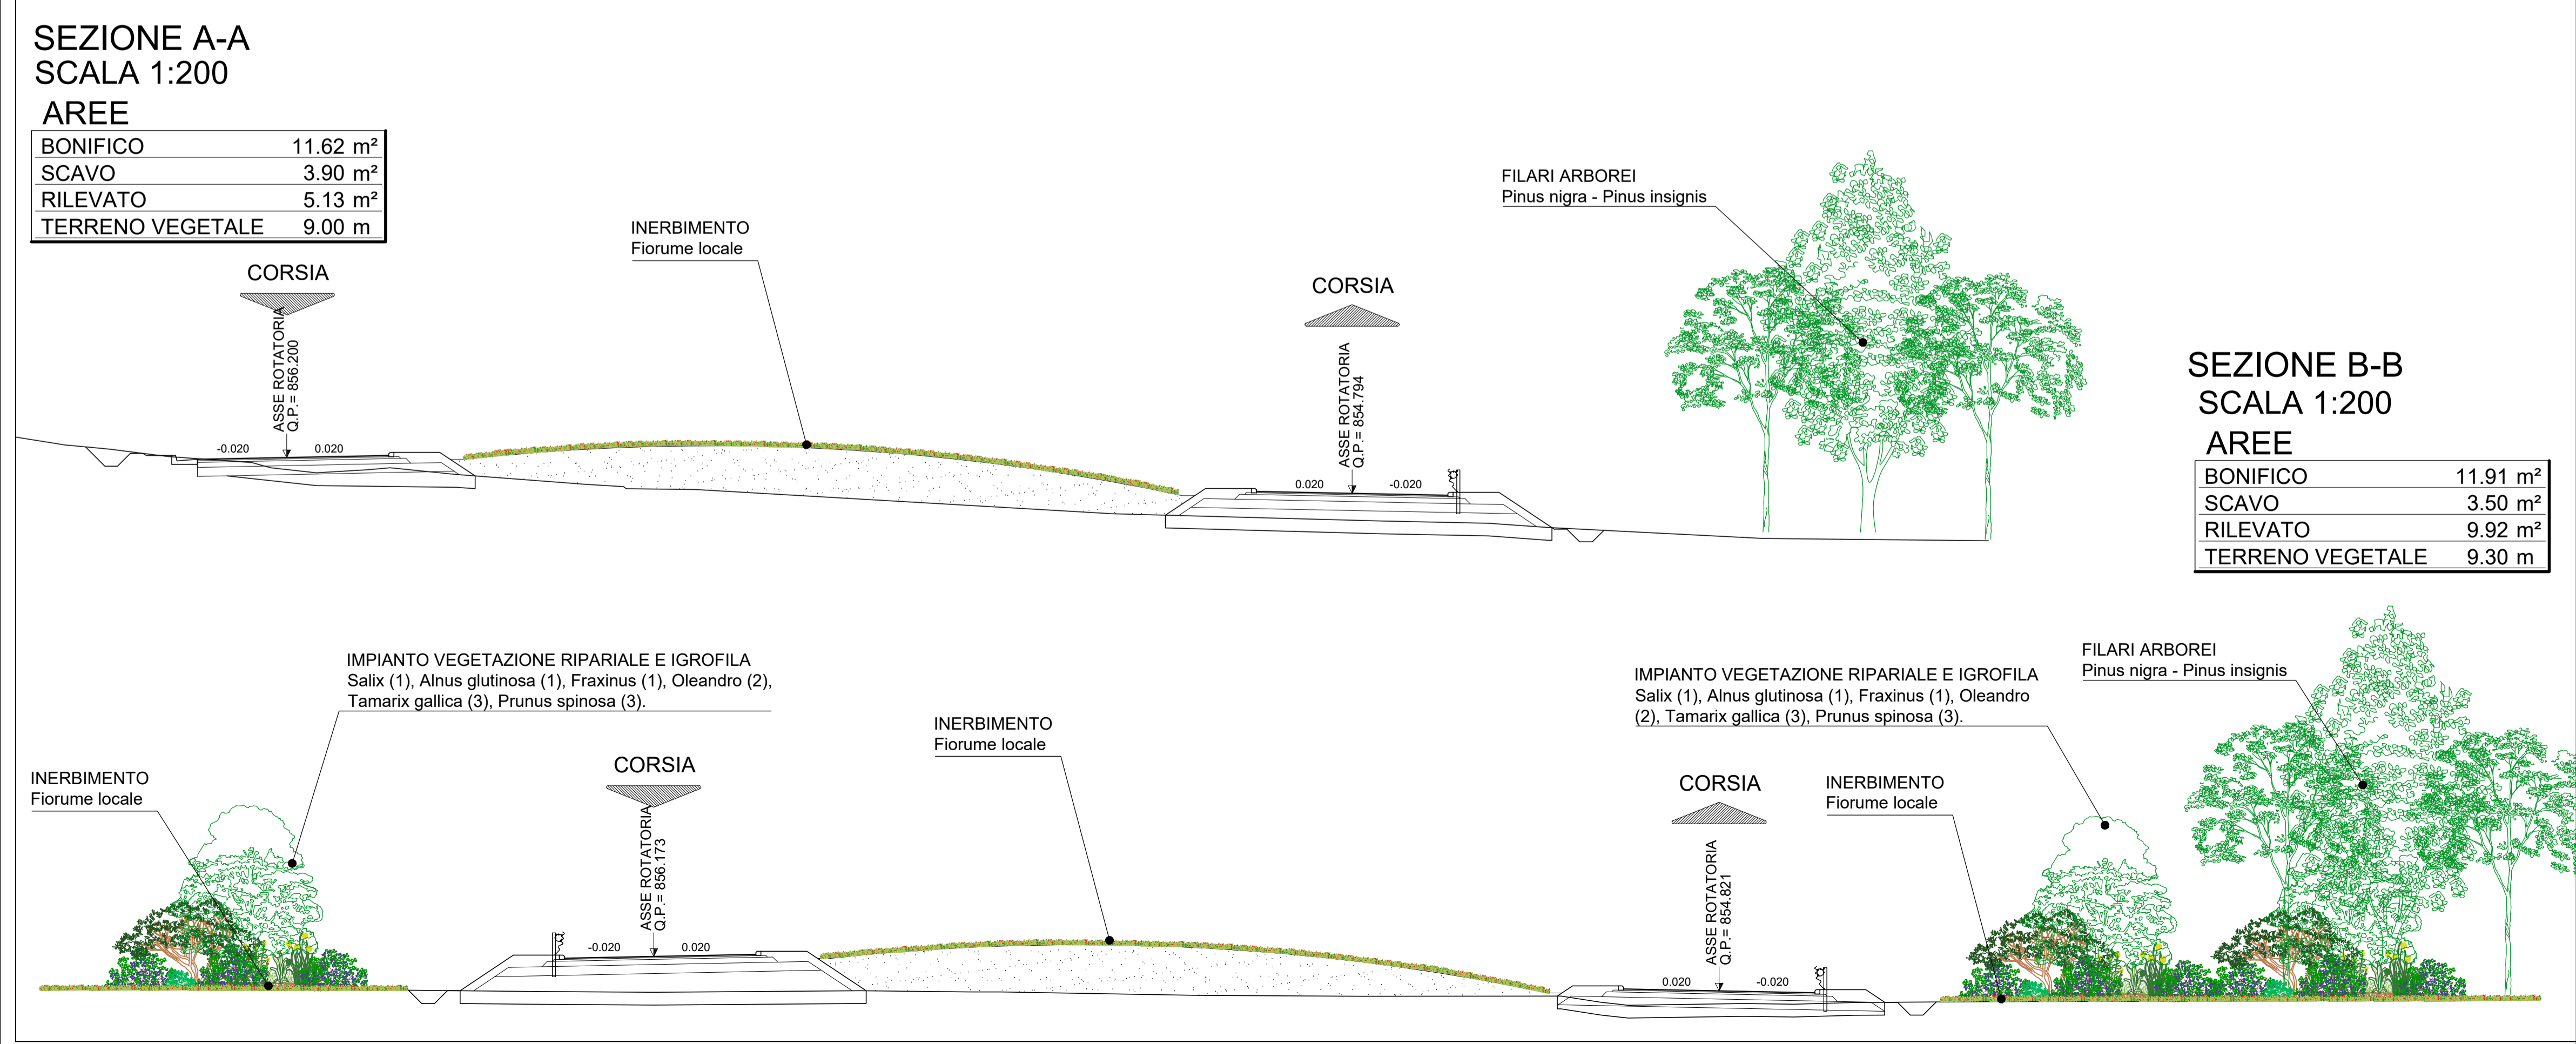 SEZIONE A-A
SCALA 1:200
AREE
BONIFICO 11.62 m²
SCAVO 3.90 m²
RILEVATO 5.13 m²
TERRENO VEGETALE 9.00 m
CORSIA
ASSE ROTATORIA
Q.P.= 856.200
-0.020 0.020
INERBIMENTO
Fiorume locale
CORSIA
ASSE ROTATORIA
Q.P.= 854.794
0.020 -0.020
FILARI ARBOREI
Pinus nigra - Pinus insignis
SEZIONE B-B
SCALA 1:200
AREE
BONIFICO 11.91 m²
SCAVO 3.50 m²
RILEVATO 9.92 m²
TERRENO VEGETALE 9.30 m
INERBIMENTO
Fiorume locale
IMPIANTO VEGETAZIONE RIPARIALE E IGROFILA
Salix (1), Alnus glutinosa (1), Fraxinus (1), Oleandro (2),
Tamarix gallica (3), Prunus spinosa (3).
CORSIA
ASSE ROTATORIA
Q.P.= 856.173
-0.020 0.020
INERBIMENTO
Fiorume locale
CORSIA
ASSE ROTATORIA
Q.P.= 854.821
0.020 -0.020
IMPIANTO VEGETAZIONE RIPARIALE E IGROFILA
Salix (1), Alnus glutinosa (1), Fraxinus (1), Oleandro
(2), Tamarix gallica (3), Prunus spinosa (3).
INERBIMENTO
Fiorume locale
FILARI ARBOREI
Pinus nigra - Pinus insignis